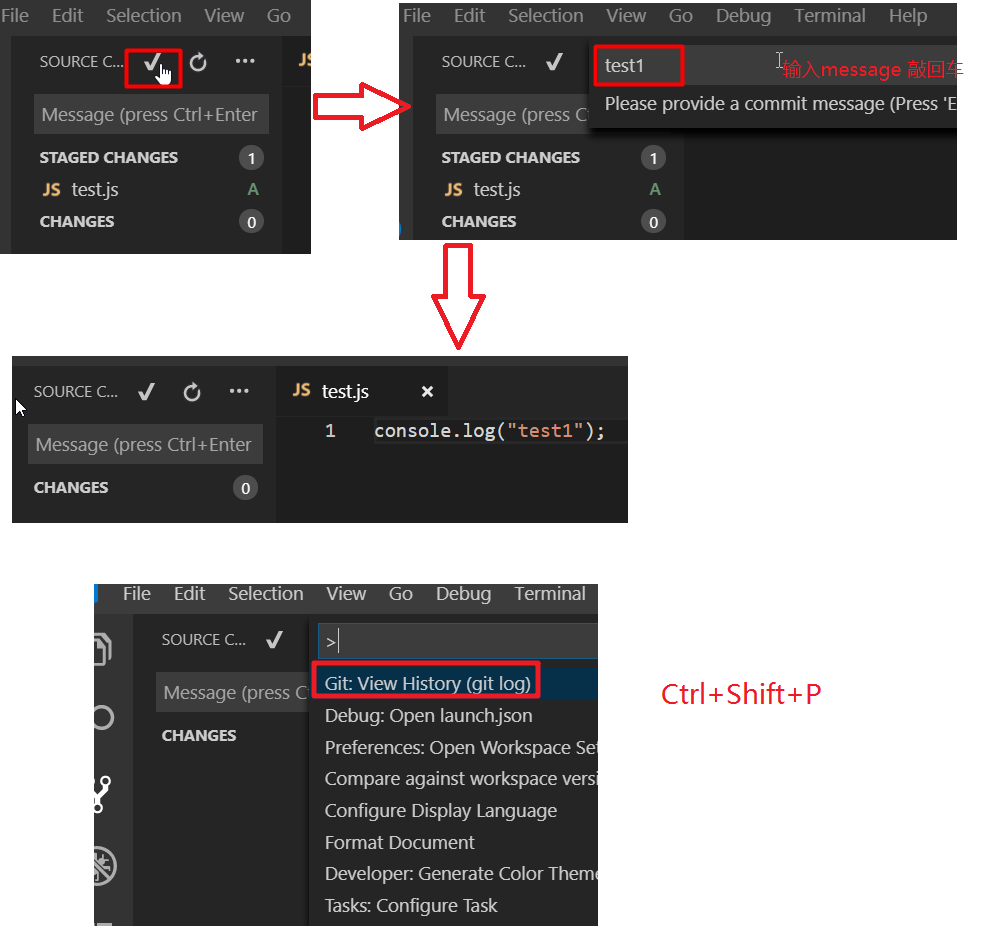 File Edit Selection View Go
SOURCE C... ✓ ···
JS
Message (press Ctrl+Enter
STAGED CHANGES 1
JS test.js A
CHANGES 0
File Edit Selection View Go Debug Terminal Help
SOURCE C...
test1
输入message 敲回车
Message (press C
Please provide a commit message (Press 'E
STAGED CHANGES 1
JS test.js A
CHANGES 0
SOURCE C... ✓ ···
JS test.js ×
Message (press Ctrl+Enter
1 console.log("test1");
CHANGES 0
File Edit Selection View Go Debug Terminal
SOURCE C...
>
Message (press C
Git: View History (git log)
Ctrl+Shift+P
Debug: Open launch.json
CHANGES
Preferences: Open Workspace Set
Compare against workspace versi
Configure Display Language
Format Document
Developer: Generate Color Theme
Tasks: Configure Task